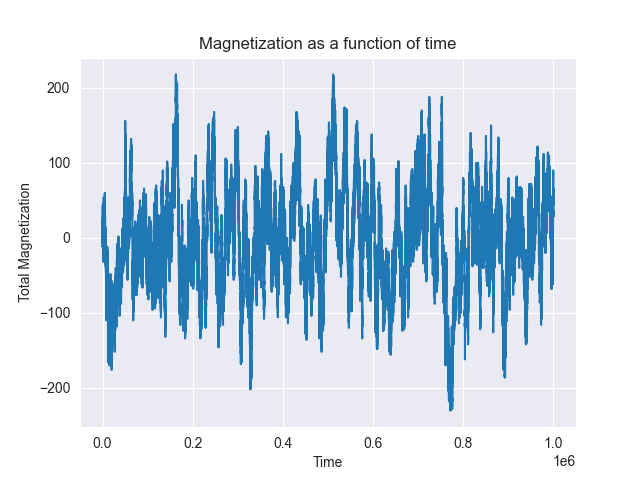 Magnetization as a function of time
Total Magnetization
200
100
0
−100
−200
0.0 0.2 0.4 0.6 0.8 1.0
1e6
Time